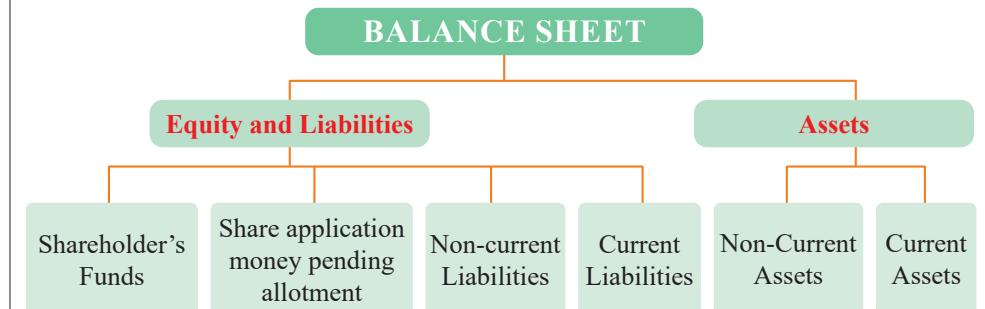 BALANCE SHEET
Equity and Liabilities
Assets
Shareholder’s
Funds
Share application
money pending
allotment
Non-current
Liabilities
Current
Liabilities
Non-Current
Assets
Current
Assets